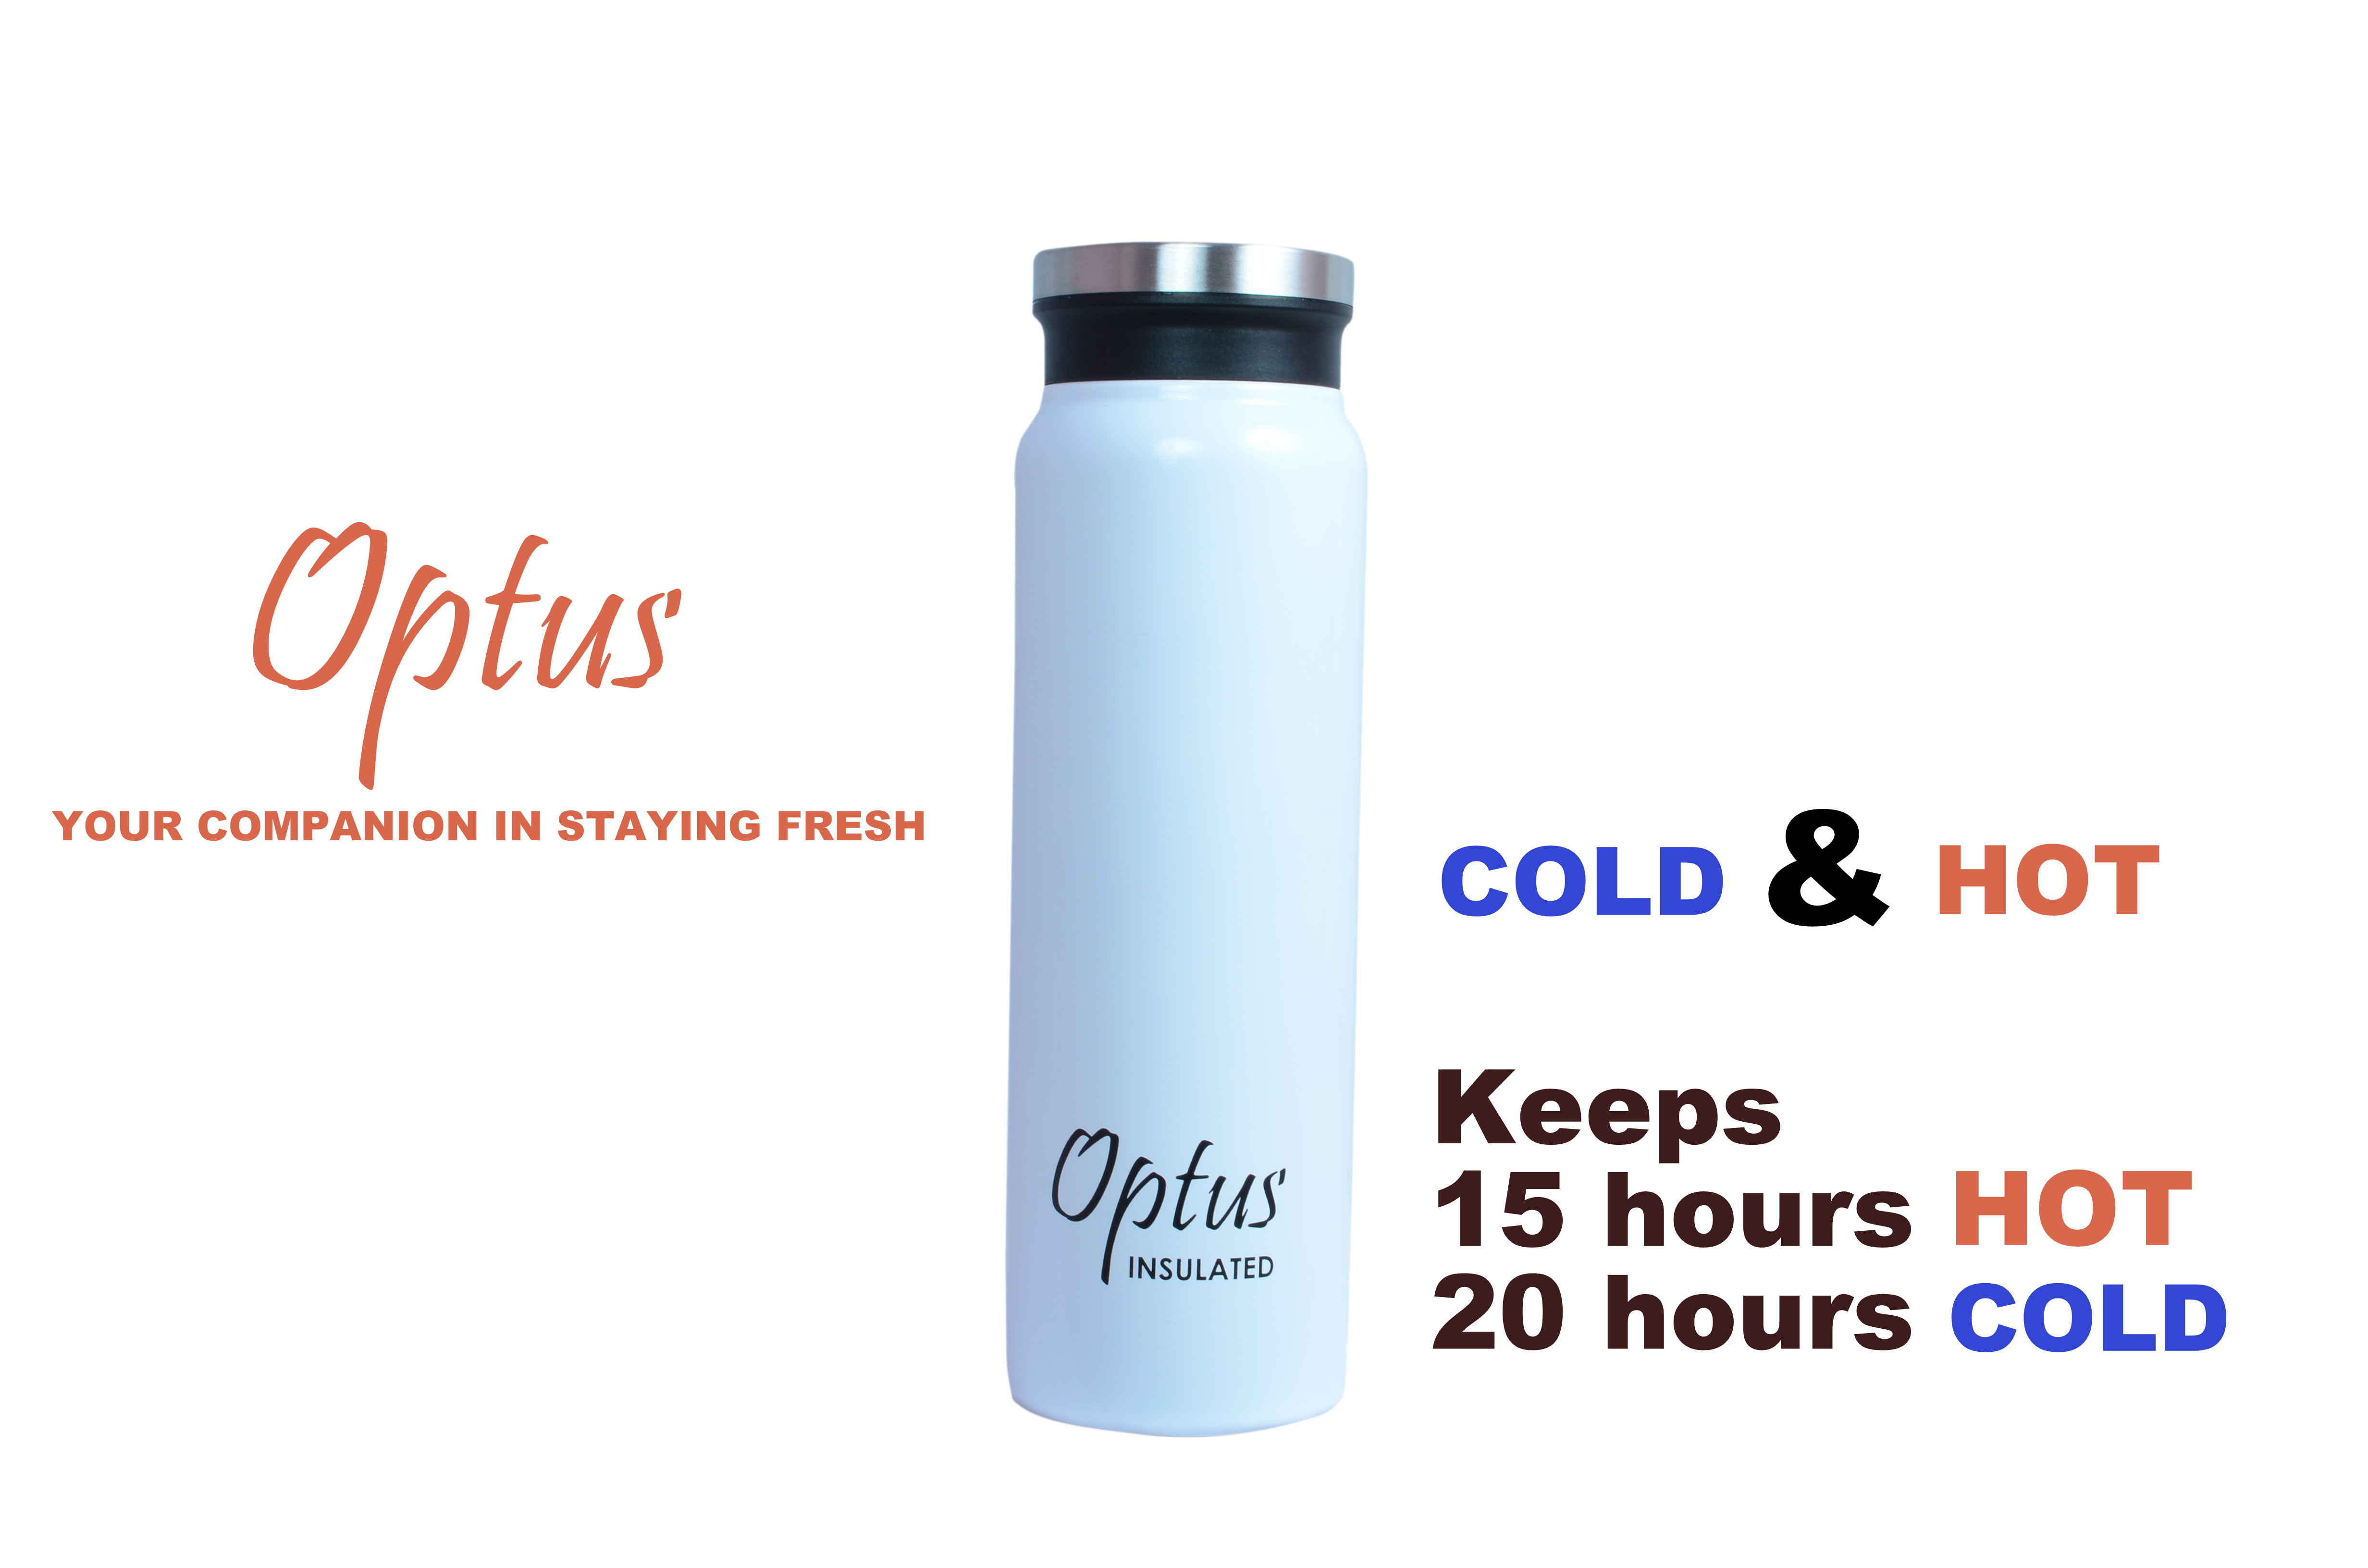 Optus
YOUR COMPANION IN STAYING FRESH
COLD & HOT
Keeps
15 hours HOT
20 hours COLD
Optus
INSULATED